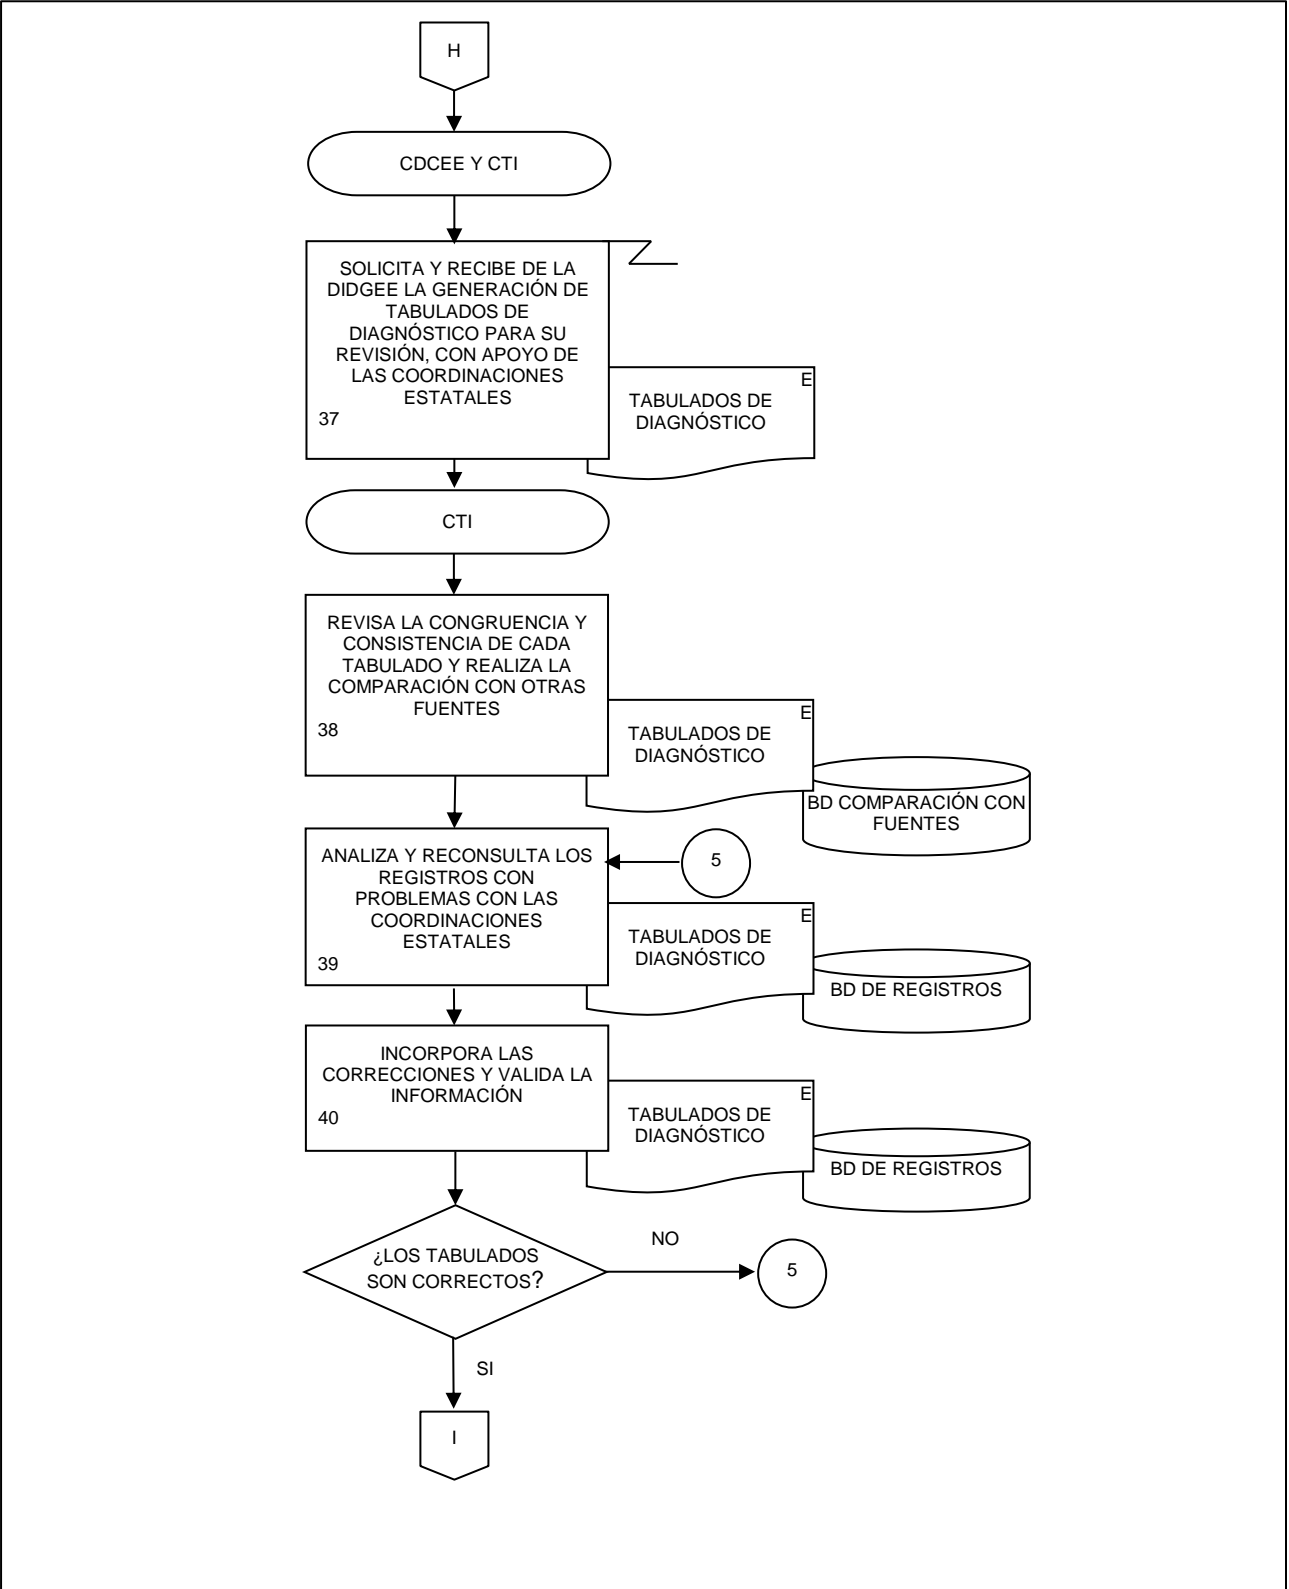 H
CDCEE Y CTI
SOLICITA Y RECIBE DE LA
DIDGEE LA GENERACIÓN DE
TABULADOS DE
DIAGNÓSTICO PARA SU
REVISIÓN, CON APOYO DE
LAS COORDINACIONES
ESTATALES
37
E
TABULADOS DE
DIAGNÓSTICO
CTI
REVISA LA CONGRUENCIA Y
CONSISTENCIA DE CADA
TABULADO Y REALIZA LA
COMPARACIÓN CON OTRAS
FUENTES
38
E
TABULADOS DE
DIAGNÓSTICO
BD COMPARACIÓN CON
FUENTES
ANALIZA Y RECONSULTA LOS
REGISTROS CON
PROBLEMAS CON LAS
COORDINACIONES
ESTATALES
39
5
E
TABULADOS DE
DIAGNÓSTICO
BD DE REGISTROS
INCORPORA LAS
CORRECCIONES Y VALIDA LA
INFORMACIÓN
40
E
TABULADOS DE
DIAGNÓSTICO
BD DE REGISTROS
¿LOS TABULADOS
SON CORRECTOS?
NO
5
SI
I